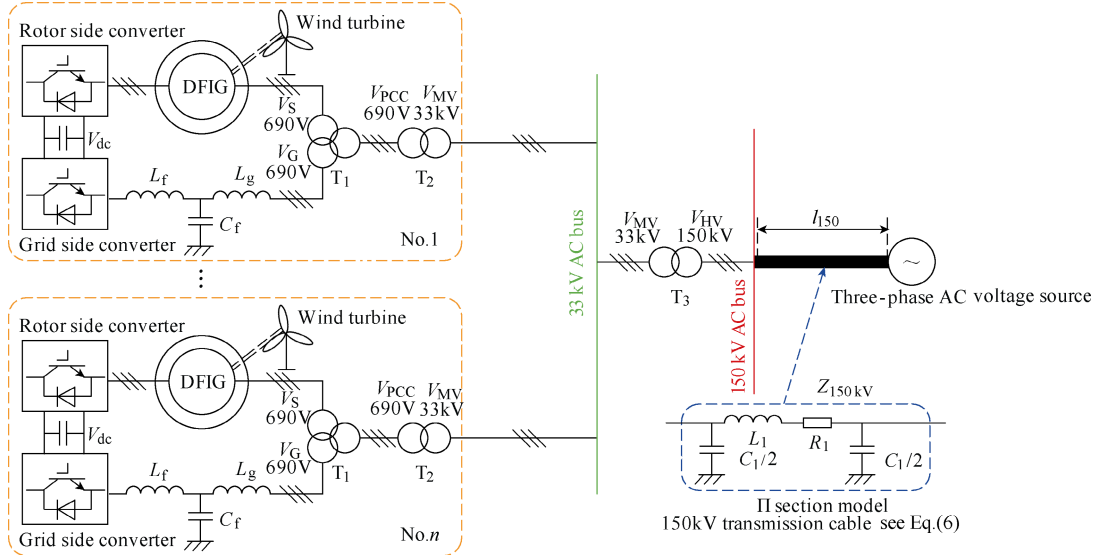 Wind turbine
Rotor side converter
DFIG
V_S
690V
V_PCC
690V
V_MV
33kV
V_dc
V_G
690V
T_1
T_2
L_f
L_g
C_f
Grid side converter
No.1
⋮
Wind turbine
Rotor side converter
DFIG
V_S
690V
V_PCC
690V
V_MV
33kV
V_dc
V_G
690V
T_1
T_2
L_f
L_g
C_f
Grid side converter
No.n
33 kV AC bus
V_MV
33kV
V_HV
150kV
T_3
150 kV AC bus
l_150
~
Three-phase AC voltage source
Z_150 kV
L_1
R_1
C_1/2
C_1/2
Π section model
150kV transmission cable see Eq.(6)